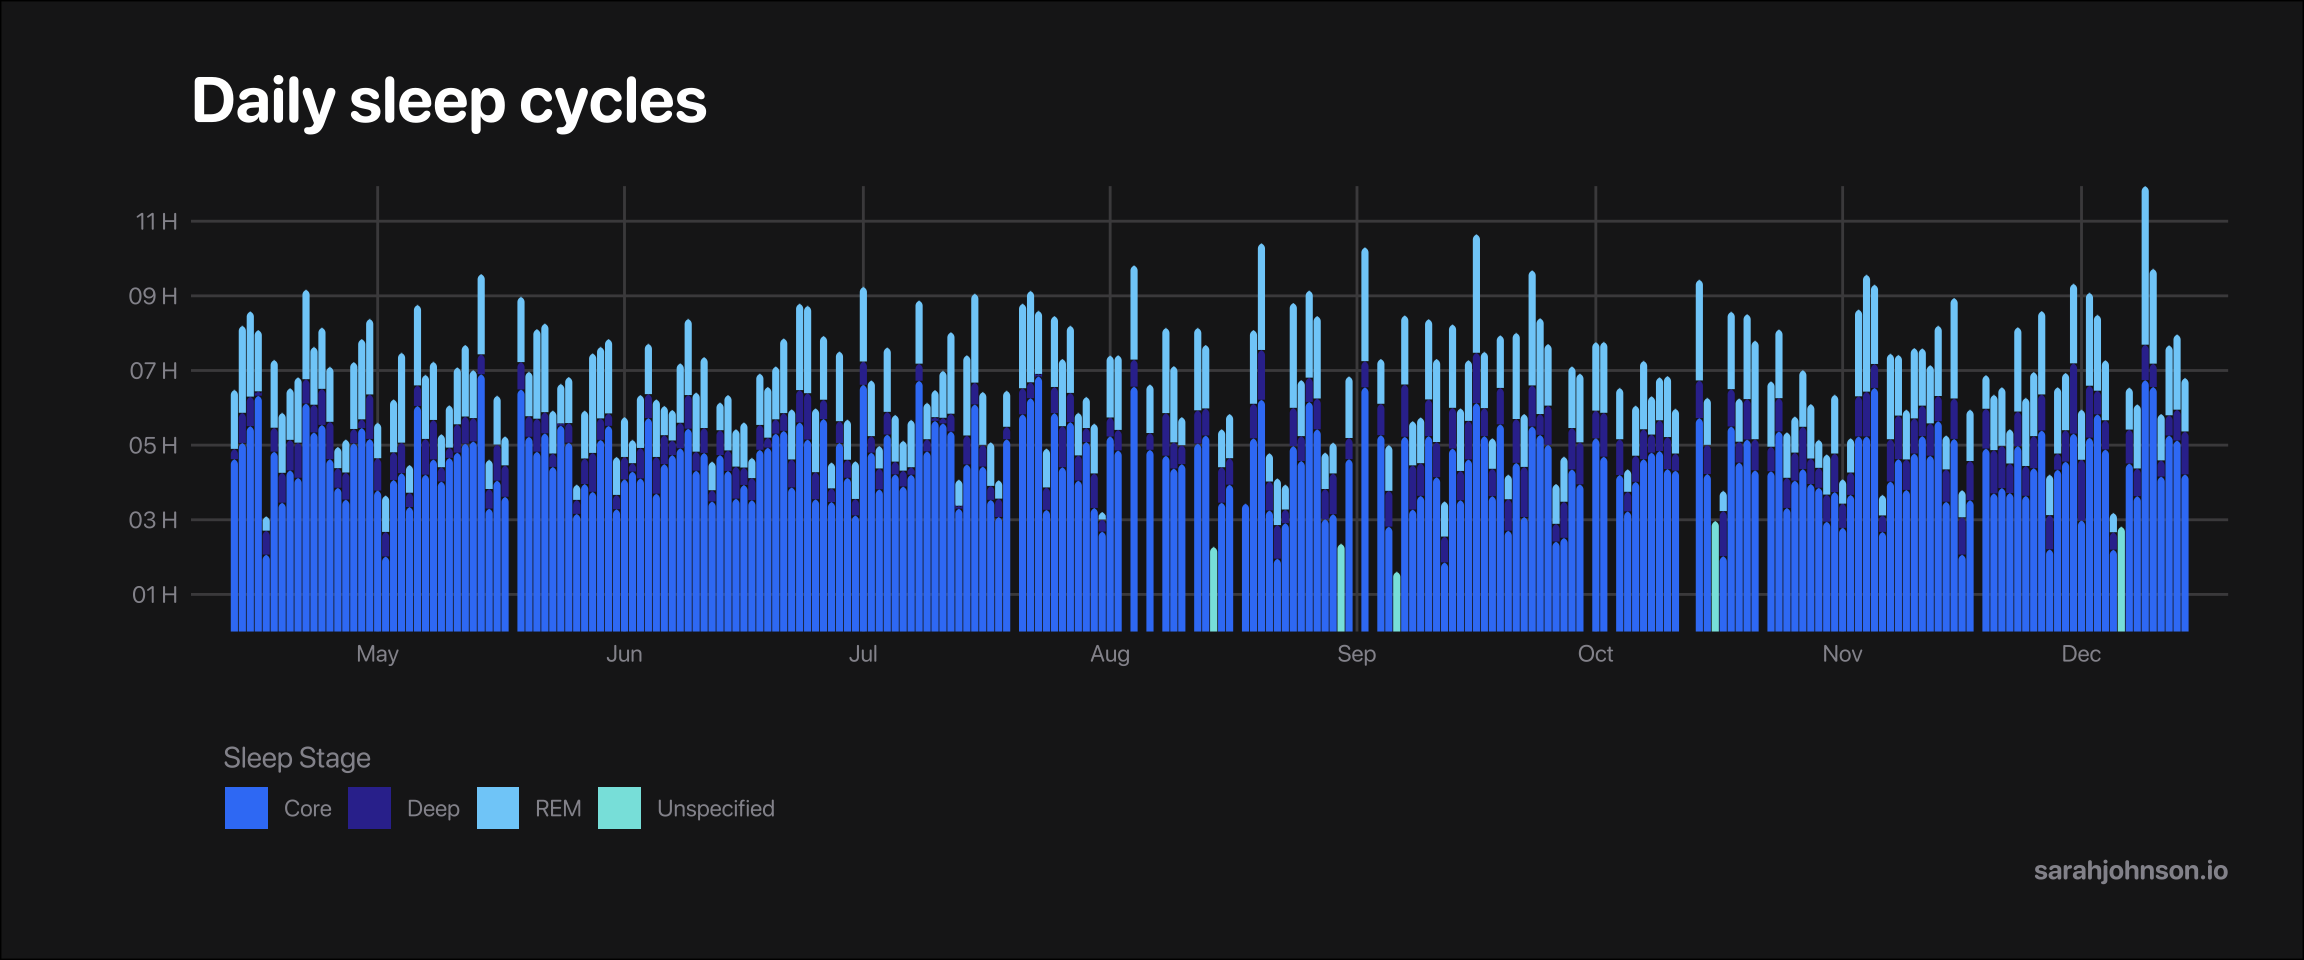 Daily sleep cycles
11 H
09 H
07 H
05 H
03 H
01 H
May Jun Jul Aug Sep Oct Nov Dec
Sleep Stage
Core Deep REM Unspecified
sarahjohnson.io